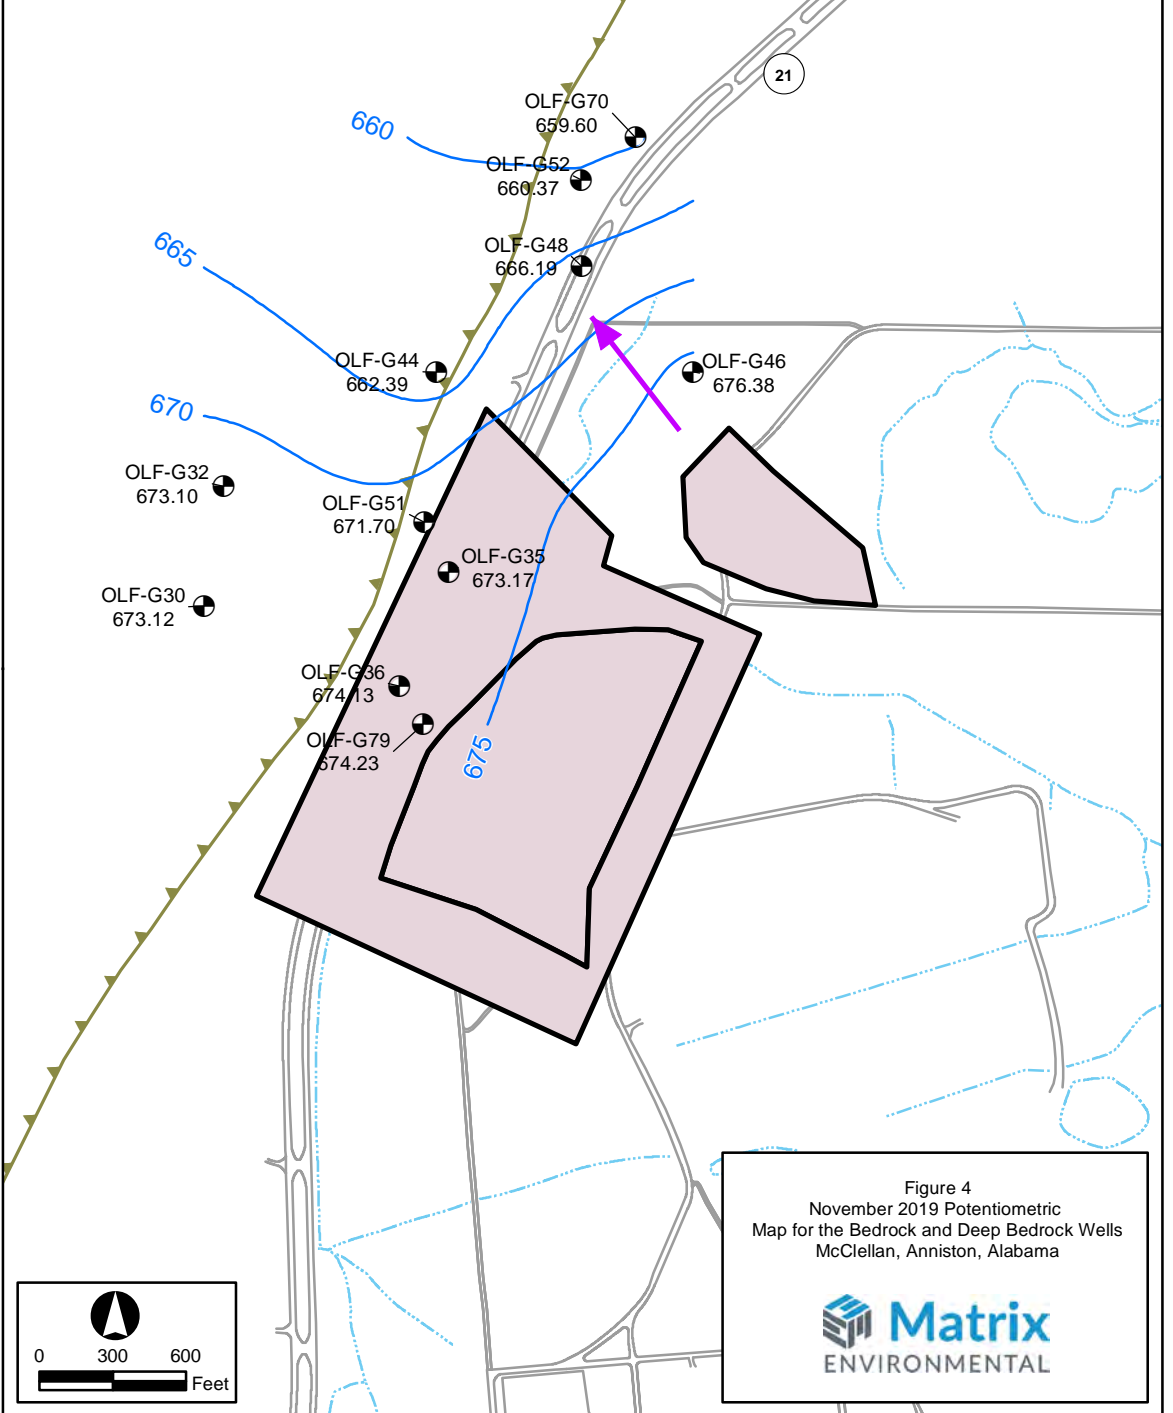 21
OLF-G70
659.60
660
OLF-G52
660.37
665
OLF-G48
666.19
OLF-G44
662.39
OLF-G46
676.38
670
OLF-G32
673.10
OLF-G51
671.70
OLF-G35
673.17
OLF-G30
673.12
OLF-G36
674.13
OLF-G79
674.23
675
Figure 4
November 2019 Potentiometric
Map for the Bedrock and Deep Bedrock Wells
McClellan, Anniston, Alabama
Matrix
ENVIRONMENTAL
0 300 600
Feet